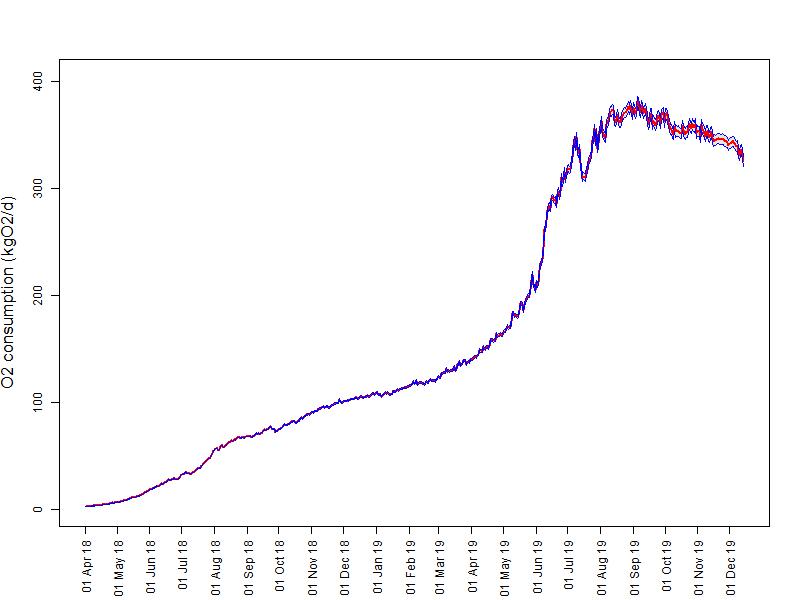 O2 consumption (kgO2/d)
400
300
200
100
0
01 Apr 18
01 May 18
01 Jun 18
01 Jul 18
01 Aug 18
01 Sep 18
01 Oct 18
01 Nov 18
01 Dec 18
01 Jan 19
01 Feb 19
01 Mar 19
01 Apr 19
01 May 19
01 Jun 19
01 Jul 19
01 Aug 19
01 Sep 19
01 Oct 19
01 Nov 19
01 Dec 19